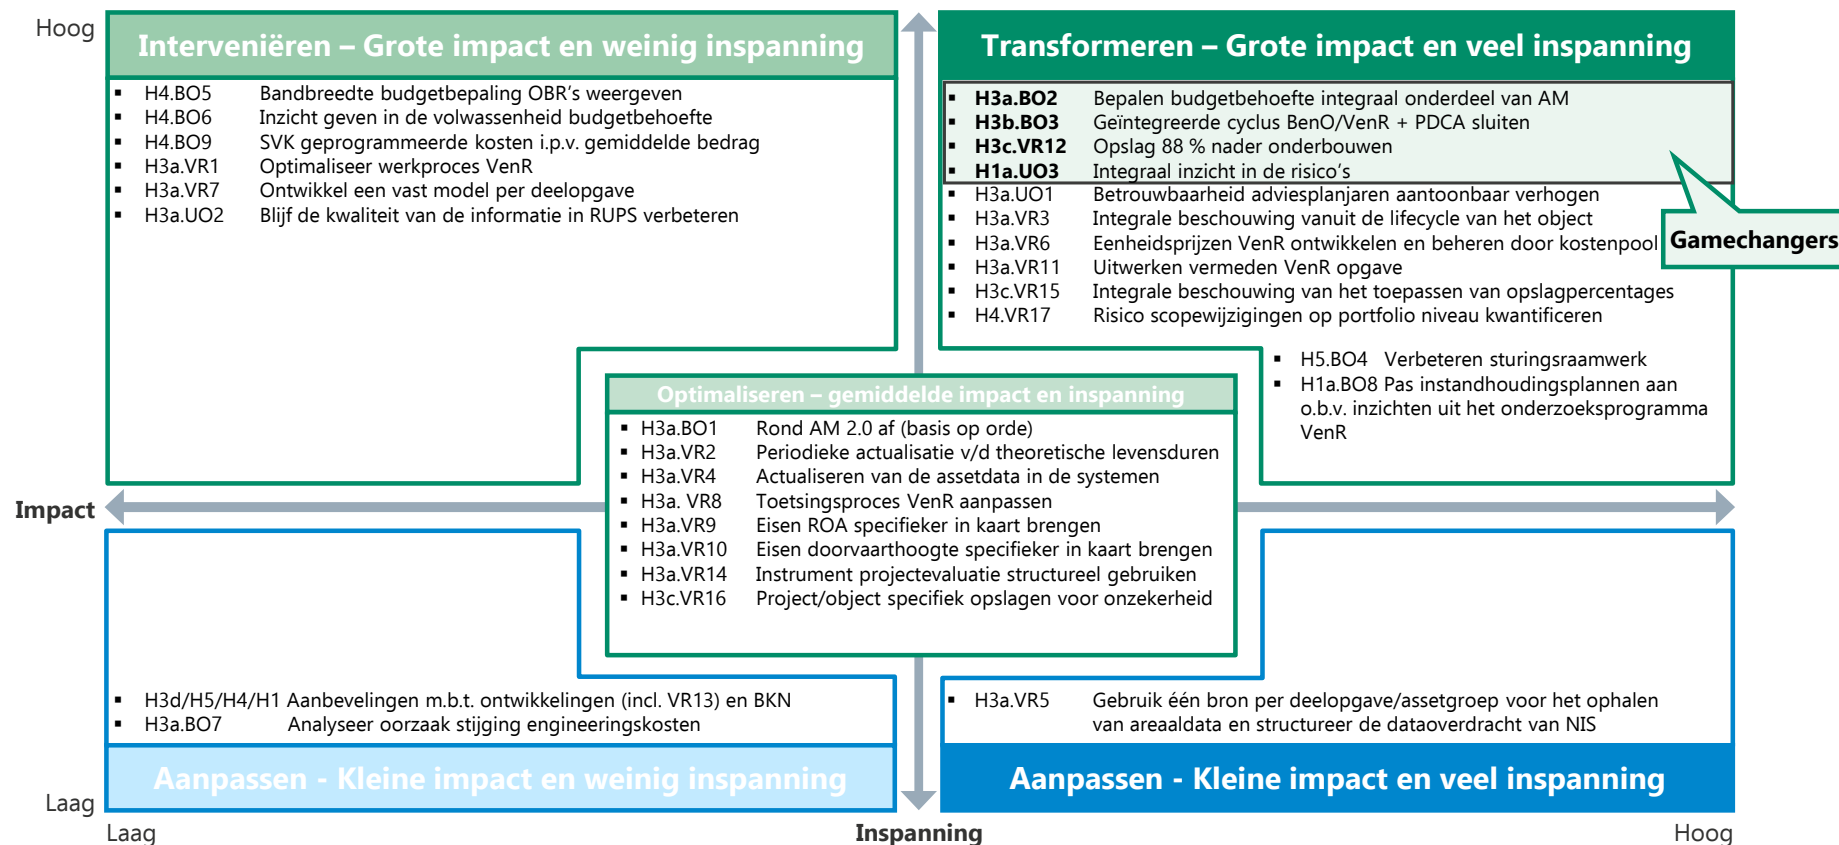 Hoog
Interveniëren – Grote impact en weinig inspanning
▪ H4.BO5 Bandbreedte budgetbepaling OBR's weergeven
▪ H4.BO6 Inzicht geven in de volwassenheid budgetbehoefte
▪ H4.BO9 SVK geprogrammeerde kosten i.p.v. gemiddelde bedrag
▪ H3a.VR1 Optimaliseer werkproces VenR
▪ H3a.VR7 Ontwikkel een vast model per deelopgave
▪ H3a.UO2 Blijf de kwaliteit van de informatie in RUPS verbeteren
Transformeren – Grote impact en veel inspanning
▪ H3a.BO2 Bepalen budgetbehoefte integraal onderdeel van AM
▪ H3b.BO3 Geïntegreerde cyclus BenO/VenR + PDCA sluiten
▪ H3c.VR12 Opslag 88 % nader onderbouwen
▪ H1a.UO3 Integraal inzicht in de risico's
▪ H3a.UO1 Betrouwbaarheid adviesplanjaren aantoonbaar verhogen
▪ H3a.VR3 Integrale beschouwing vanuit de lifecycle van het object
▪ H3a.VR6 Eenheidsprijzen VenR ontwikkelen en beheren door kostenpool
▪ H3a.VR11 Uitwerken vermeden VenR opgave
▪ H3c.VR15 Integrale beschouwing van het toepassen van opslagpercentages
▪ H4.VR17 Risico scopewijzigingen op portfolio niveau kwantificeren
▪ H5.BO4 Verbeteren sturingsraamwerk
▪ H1a.BO8 Pas instandhoudingsplannen aan
o.b.v. inzichten uit het onderzoeksprogramma
VenR
Gamechangers
Optimaliseren – gemiddelde impact en inspanning
▪ H3a.BO1 Rond AM 2.0 af (basis op orde)
▪ H3a.VR2 Periodieke actualisatie v/d theoretische levensduren
▪ H3a.VR4 Actualiseren van de assetdata in de systemen
▪ H3a. VR8 Toetsingsproces VenR aanpassen
▪ H3a.VR9 Eisen ROA specifieker in kaart brengen
▪ H3a.VR10 Eisen doorvaarthoogte specifieker in kaart brengen
▪ H3a.VR14 Instrument projectevaluatie structureel gebruiken
▪ H3c.VR16 Project/object specifiek opslagen voor onzekerheid
Impact
▪ H3d/H5/H4/H1 Aanbevelingen m.b.t. ontwikkelingen (incl. VR13) en BKN
▪ H3a.BO7 Analyseer oorzaak stijging engineeringskosten
Aanpassen - Kleine impact en weinig inspanning
▪ H3a.VR5 Gebruik één bron per deelopgave/assetgroep voor het ophalen
van areaaldata en structureer de dataoverdracht van NIS
Aanpassen - Kleine impact en veel inspanning
Laag
Laag
Inspanning
Hoog